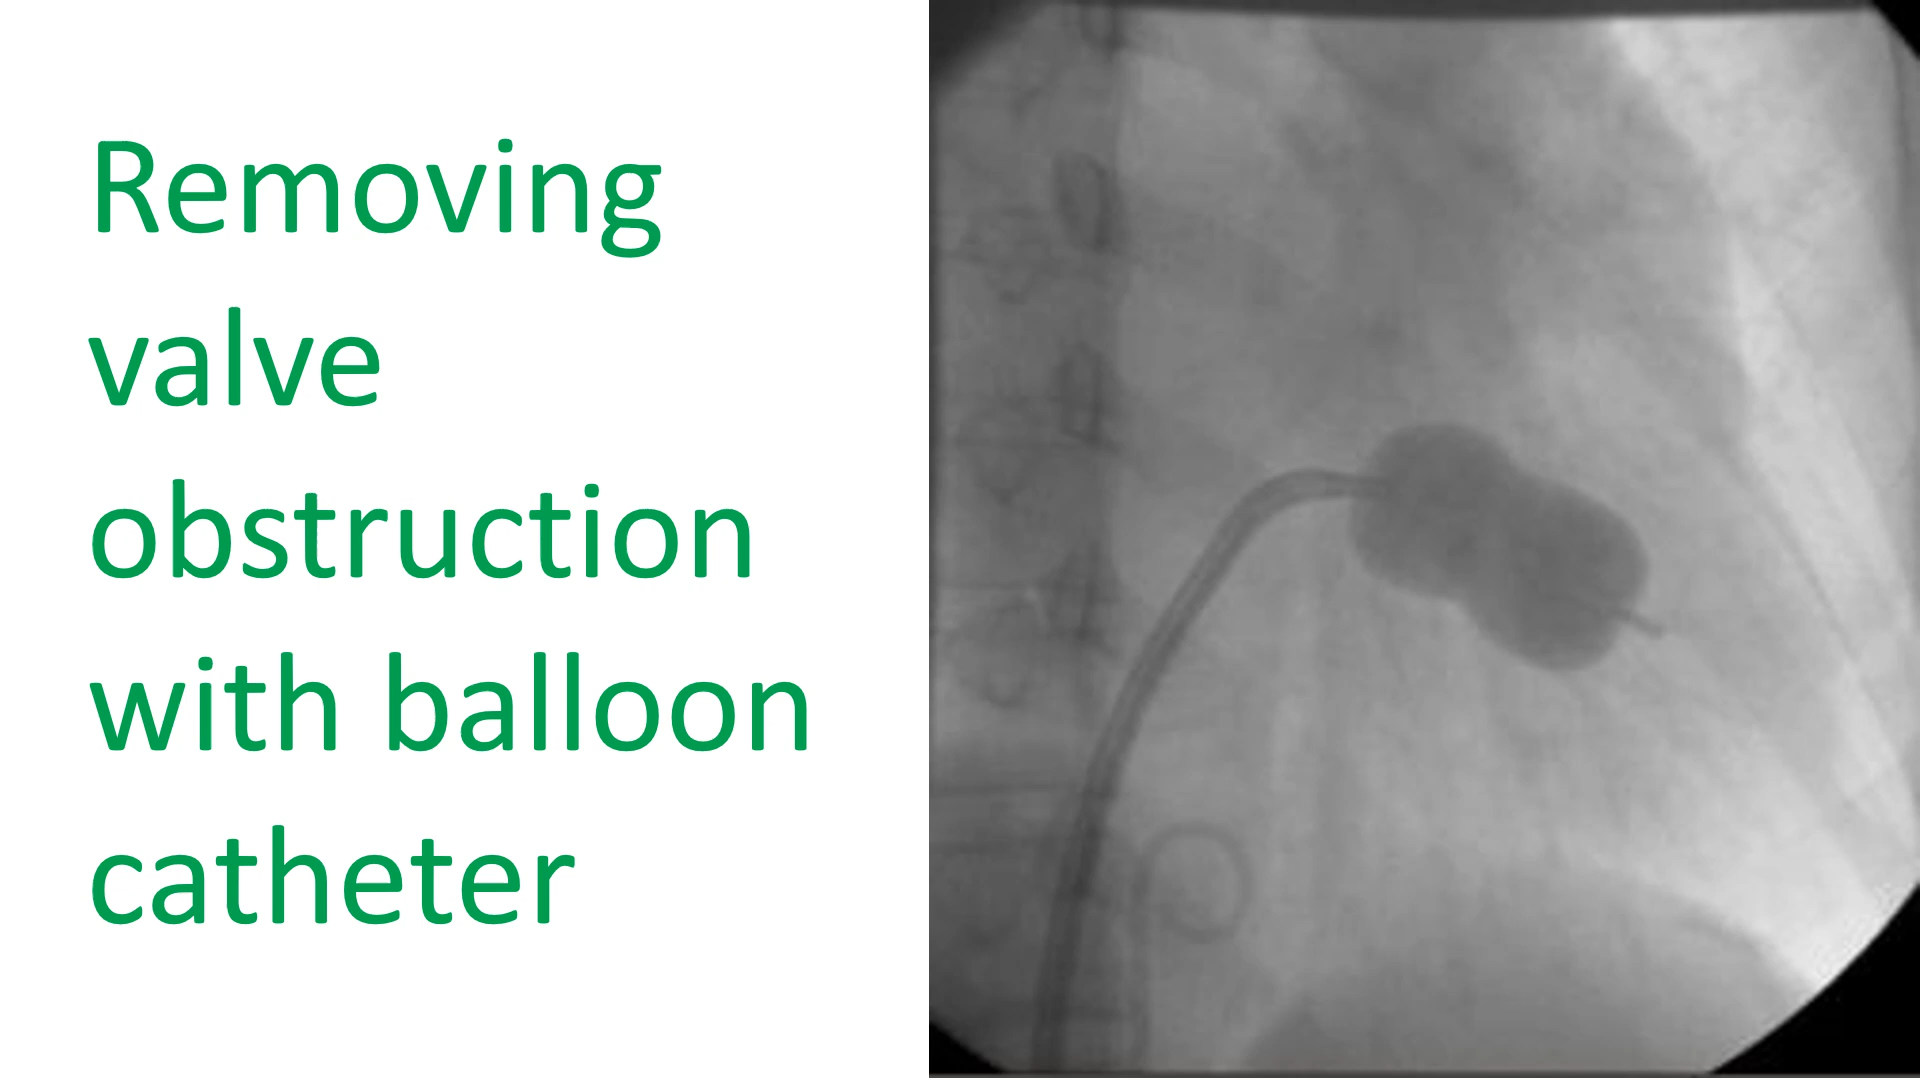 Removing
valve
obstruction
with balloon
catheter